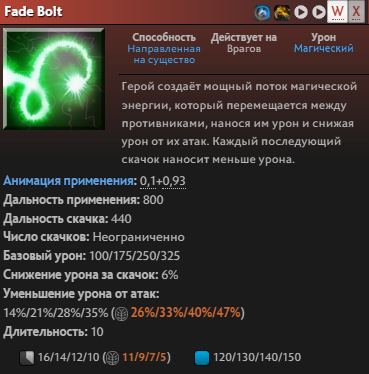 Fade Bolt
W X
Способность Действует на Урон
Направленная Врагов Магический
на существо
Герой создаёт мощный поток магической
энергии, который перемещается между
противниками, нанося им урон и снижая
урон от их атак. Каждый последующий
скачок наносит меньше урона.
Анимация применения: 0,1+0,93
Дальность применения: 800
Дальность скачка: 440
Число скачков: Неограниченно
Базовый урон: 100/175/250/325
Снижение урона за скачок: 6%
Уменьшение урона от атак:
14%/21%/28%/35% (26%/33%/40%/47%)
Длительность: 10
16/14/12/10 (11/9/7/5) 120/130/140/150